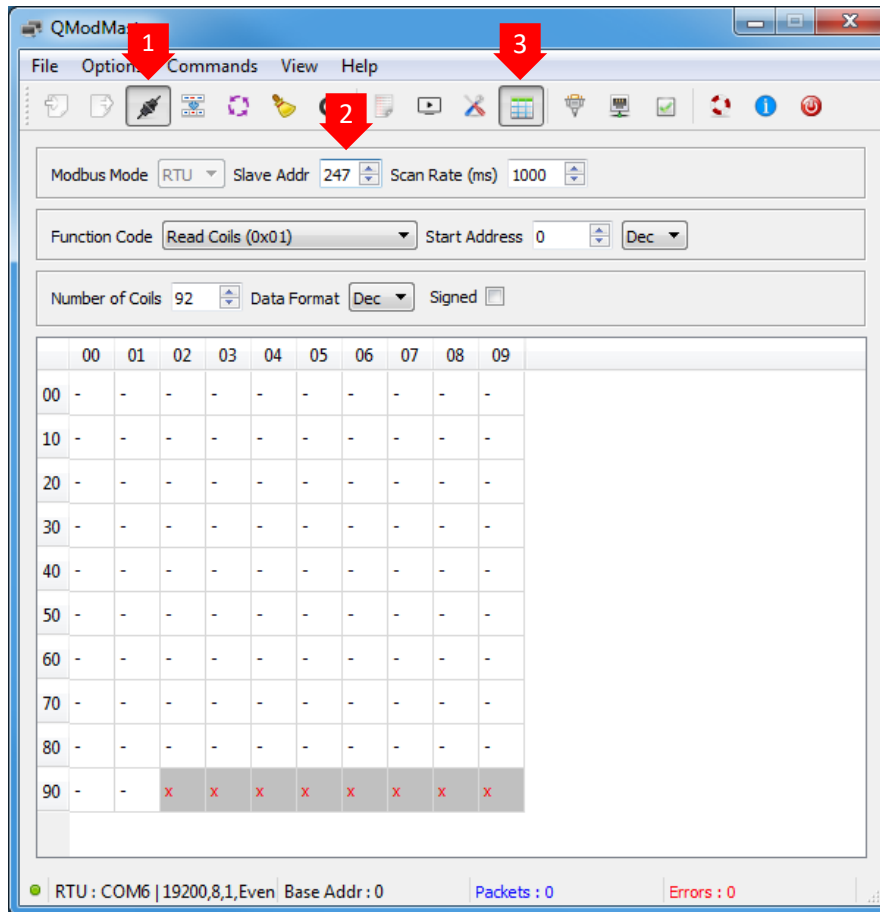 QModMa
1
3
File Option Commands View Help
2
Modbus Mode RTU Slave Addr 247 Scan Rate (ms) 1000
Function Code Read Coils (0x01) Start Address 0 Dec
Number of Coils 92 Data Format Dec Signed
00 01 02 03 04 05 06 07 08 09
00 - - - - - - - - - -
10 - - - - - - - - - -
20 - - - - - - - - - -
30 - - - - - - - - - -
40 - - - - - - - - - -
50 - - - - - - - - - -
60 - - - - - - - - - -
70 - - - - - - - - - -
80 - - - - - - - - - -
90 - - x x x x x x x x
RTU : COM6 | 19200,8,1,Even Base Addr : 0 Packets : 0 Errors : 0